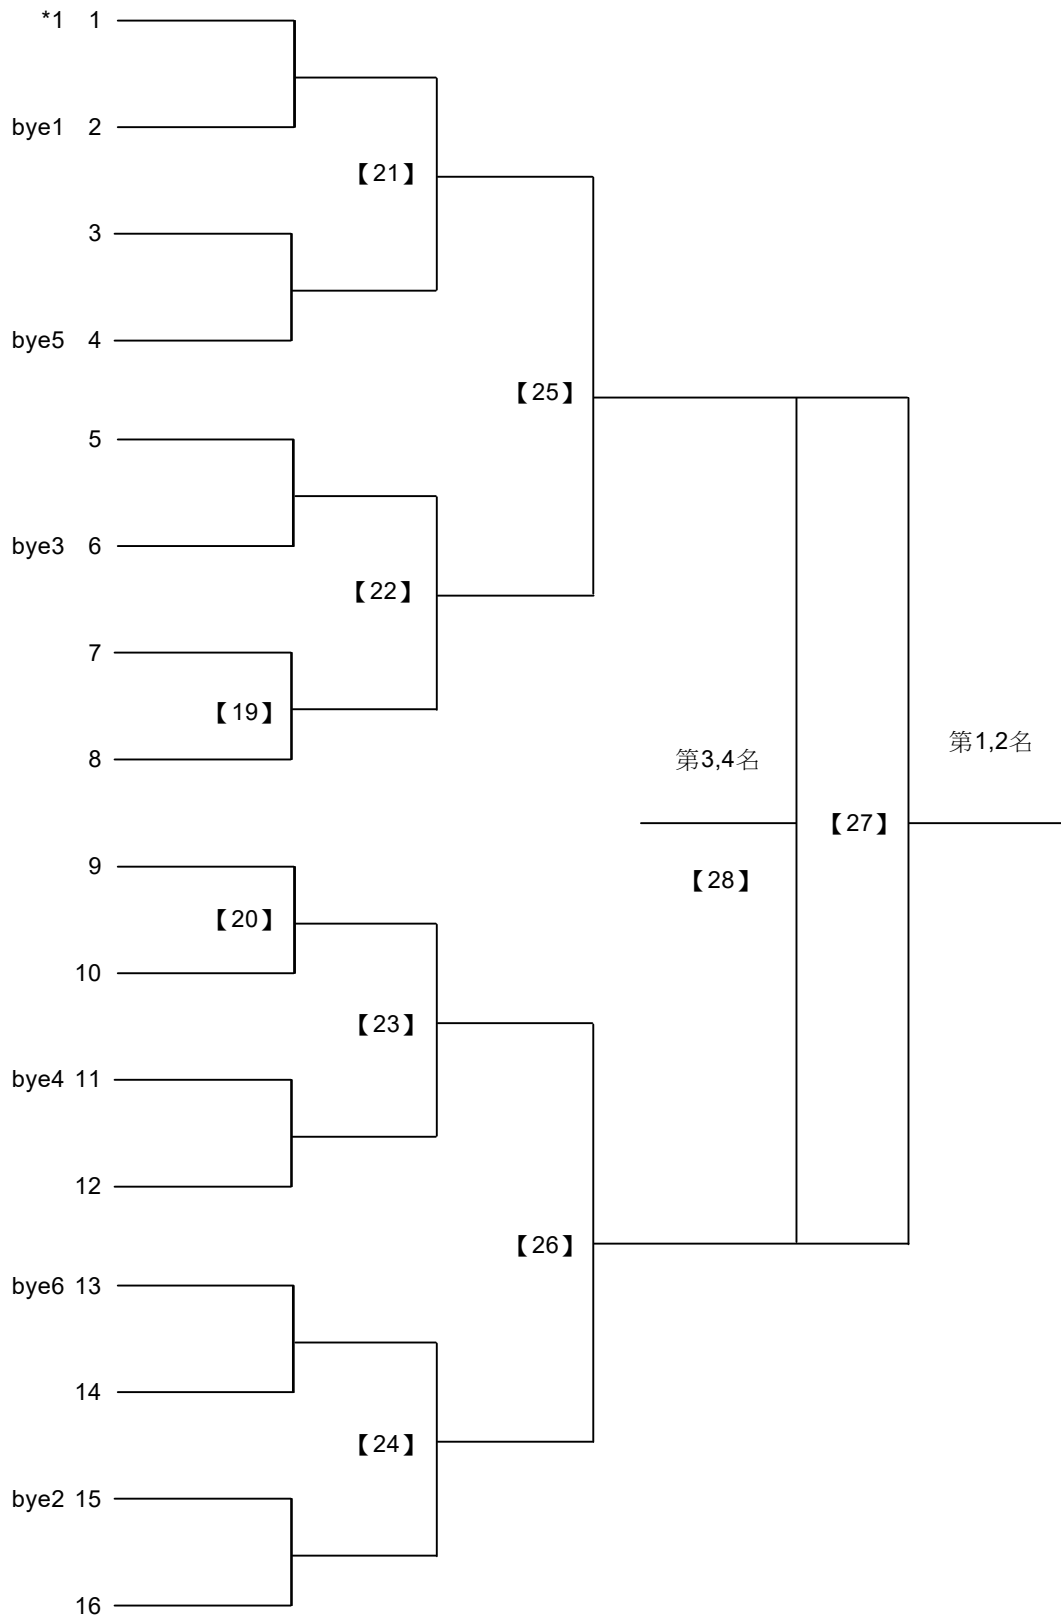 *1 1
bye1 2
【21】
3
bye5 4
【25】
5
bye3 6
【22】
7
【19】
8
第1,2名
第3,4名
【27】
9
【28】
【20】
10
【23】
bye4 11
12
【26】
bye6 13
14
【24】
bye2 15
16